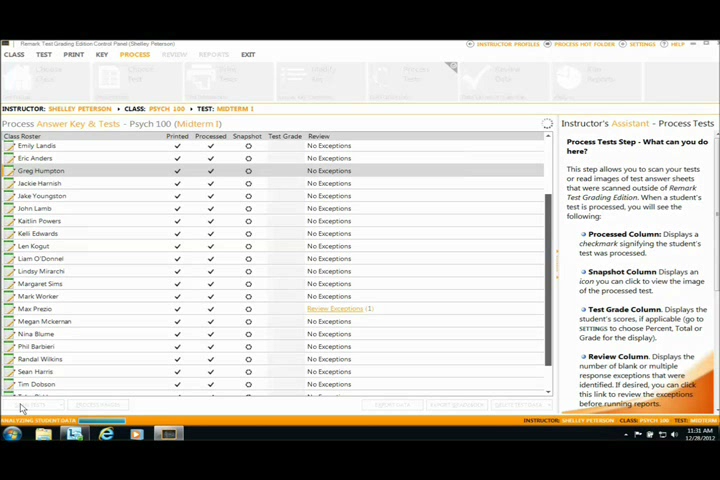 Remark Test Grading Edition Control Panel (Shelley Peterson)
CLASS TEST PRINT KEY PROCESS REVIEW REPORTS EXIT
INSTRUCTOR PROFILES PROCESS HOT FOLDER SETTINGS HELP
INSTRUCTOR: SHELLEY PETERSON CLASS: PSYCH 100 TEST: MIDTERM I
Process Answer Key & Tests - Psych 100 (Midterm I)
Class Roster Printed Processed Snapshot Test Grade Review
Emily Landis No Exceptions
Eric Anders No Exceptions
Greg Humpton No Exceptions
Jackie Harnish No Exceptions
Jake Youngston No Exceptions
John Lamb No Exceptions
Kaitlin Powers No Exceptions
Kelli Edwards No Exceptions
Len Kogut No Exceptions
Liam O'Donnel No Exceptions
Lindsy Mirarchi No Exceptions
Margaret Sims No Exceptions
Mark Worker No Exceptions
Max Prezio Review Exceptions (1)
Megan Mckernan No Exceptions
Nina Blume No Exceptions
Phil Barbieri No Exceptions
Randal Wilkins No Exceptions
Sean Harris No Exceptions
Tim Dobson No Exceptions
Instructor's Assistant - Process Tests
Process Tests Step - What can you do
here?
This step allows you to scan your tests
or read images of test answer sheets
that were scanned outside of Remark
Test Grading Edition. When a student's
test is processed, you will see the
following:
Processed Column: Displays a
checkmark signifying the student's
test was processed.
Snapshot Column Displays an
icon you can click to view the image
of the processed test.
Test Grade Column. Displays the
student's scores, if applicable (go to
SETTINGS to choose Percent, Total or
Grade for the display).
Review Column. Displays the
number of blank or multiple
response exceptions that were
identified. If desired, you can click
this link to review the exceptions
before running reports.
ANALYZING STUDENT DATA
INSTRUCTOR: SHELLEY PETERSON CLASS: PSYCH 100 TEST: MIDTERM
11:31 AM
12/28/2012